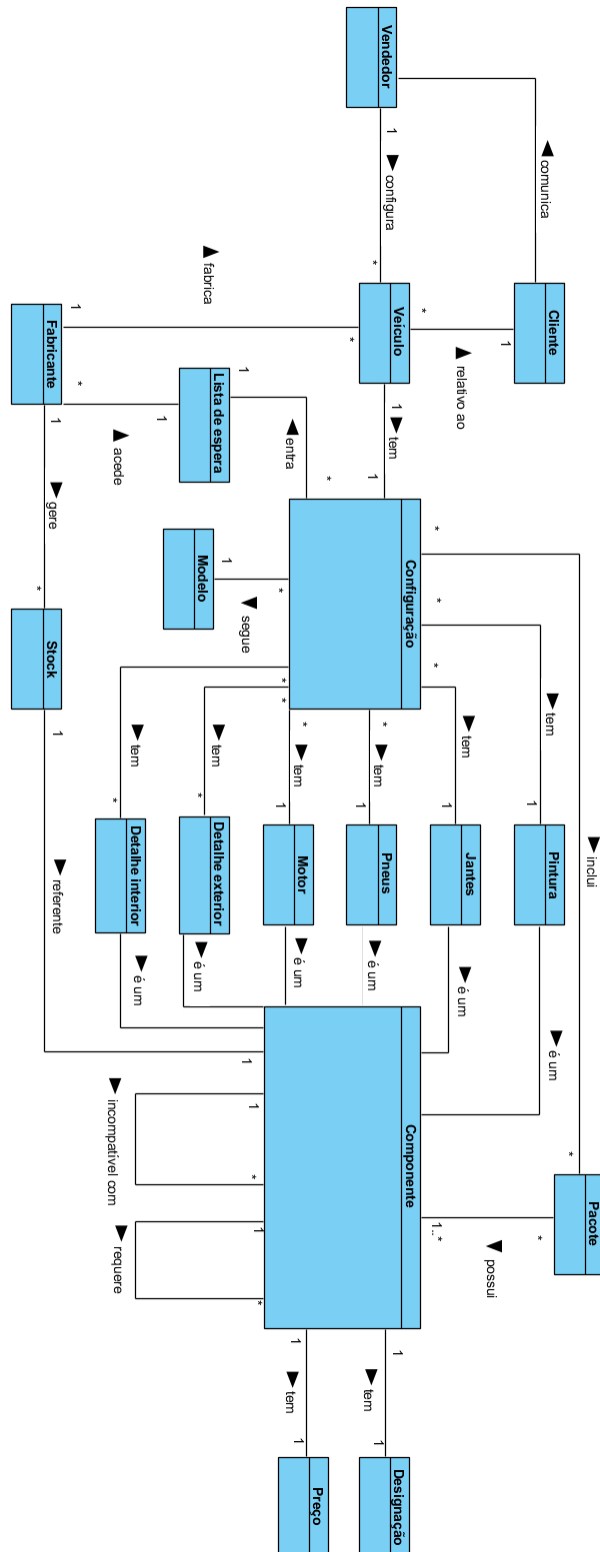 inclui
Pacote
*
*
Cliente
Pintura
comunica
tem
é um
1
*
possui
1
relativo ao
*
*
1..*
Jantes
tem
é um
1
*
*
Veiculo
Configuração
Componente
Designação
Vendedor
configura
1
*
tem
1
1
Pneus
tem
é um
1
*
1
tem
1
Motor
tem
é um
1
*
1
tem
1
Preço
*
fabrica
*
entra
*
*
*
1
1
*
1
*
Lista de espera
1
Modelo
1
segue
Detalhe exterior
tem
*
é um
Detalhe interior
tem
*
é um
1
acede
*
1
incompatível com
requere
Fabricante
1
gere
*
Stock
1
referente
1